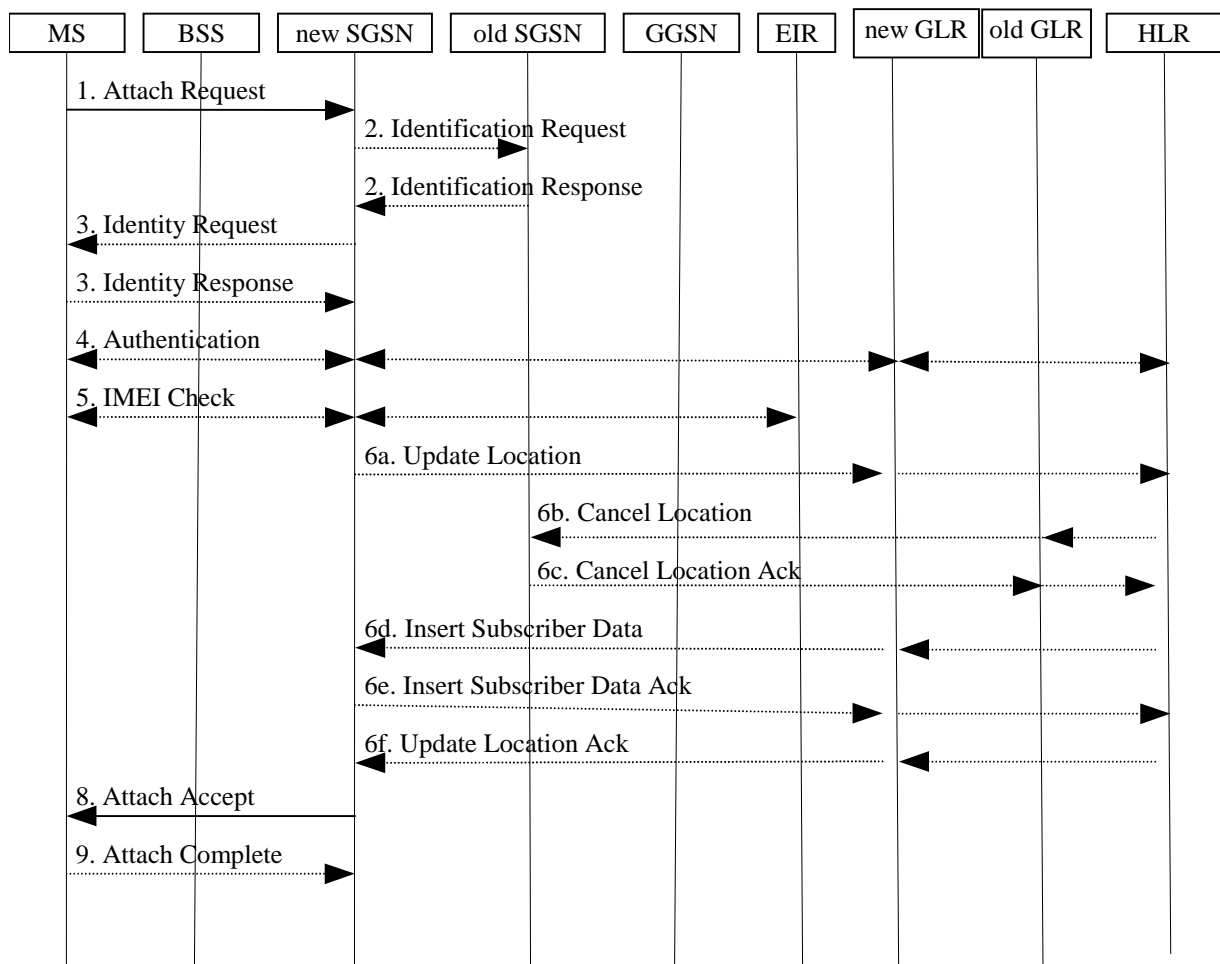 MS
BSS
new SGSN
old SGSN
GGSN
EIR
new GLR
old GLR
HLR
1. Attach Request
2. Identification Request
2. Identification Response
3. Identity Request
3. Identity Response
4. Authentication
5. IMEI Check
6a. Update Location
6b. Cancel Location
6c. Cancel Location Ack
6d. Insert Subscriber Data
6e. Insert Subscriber Data Ack
6f. Update Location Ack
8. Attach Accept
9. Attach Complete